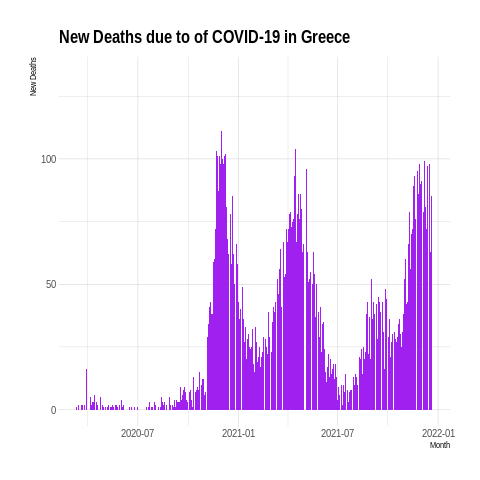 New Deaths due to of COVID-19 in Greece
New Deaths
100
50
0
2020-07 2021-01 2021-07 2022-01
Month